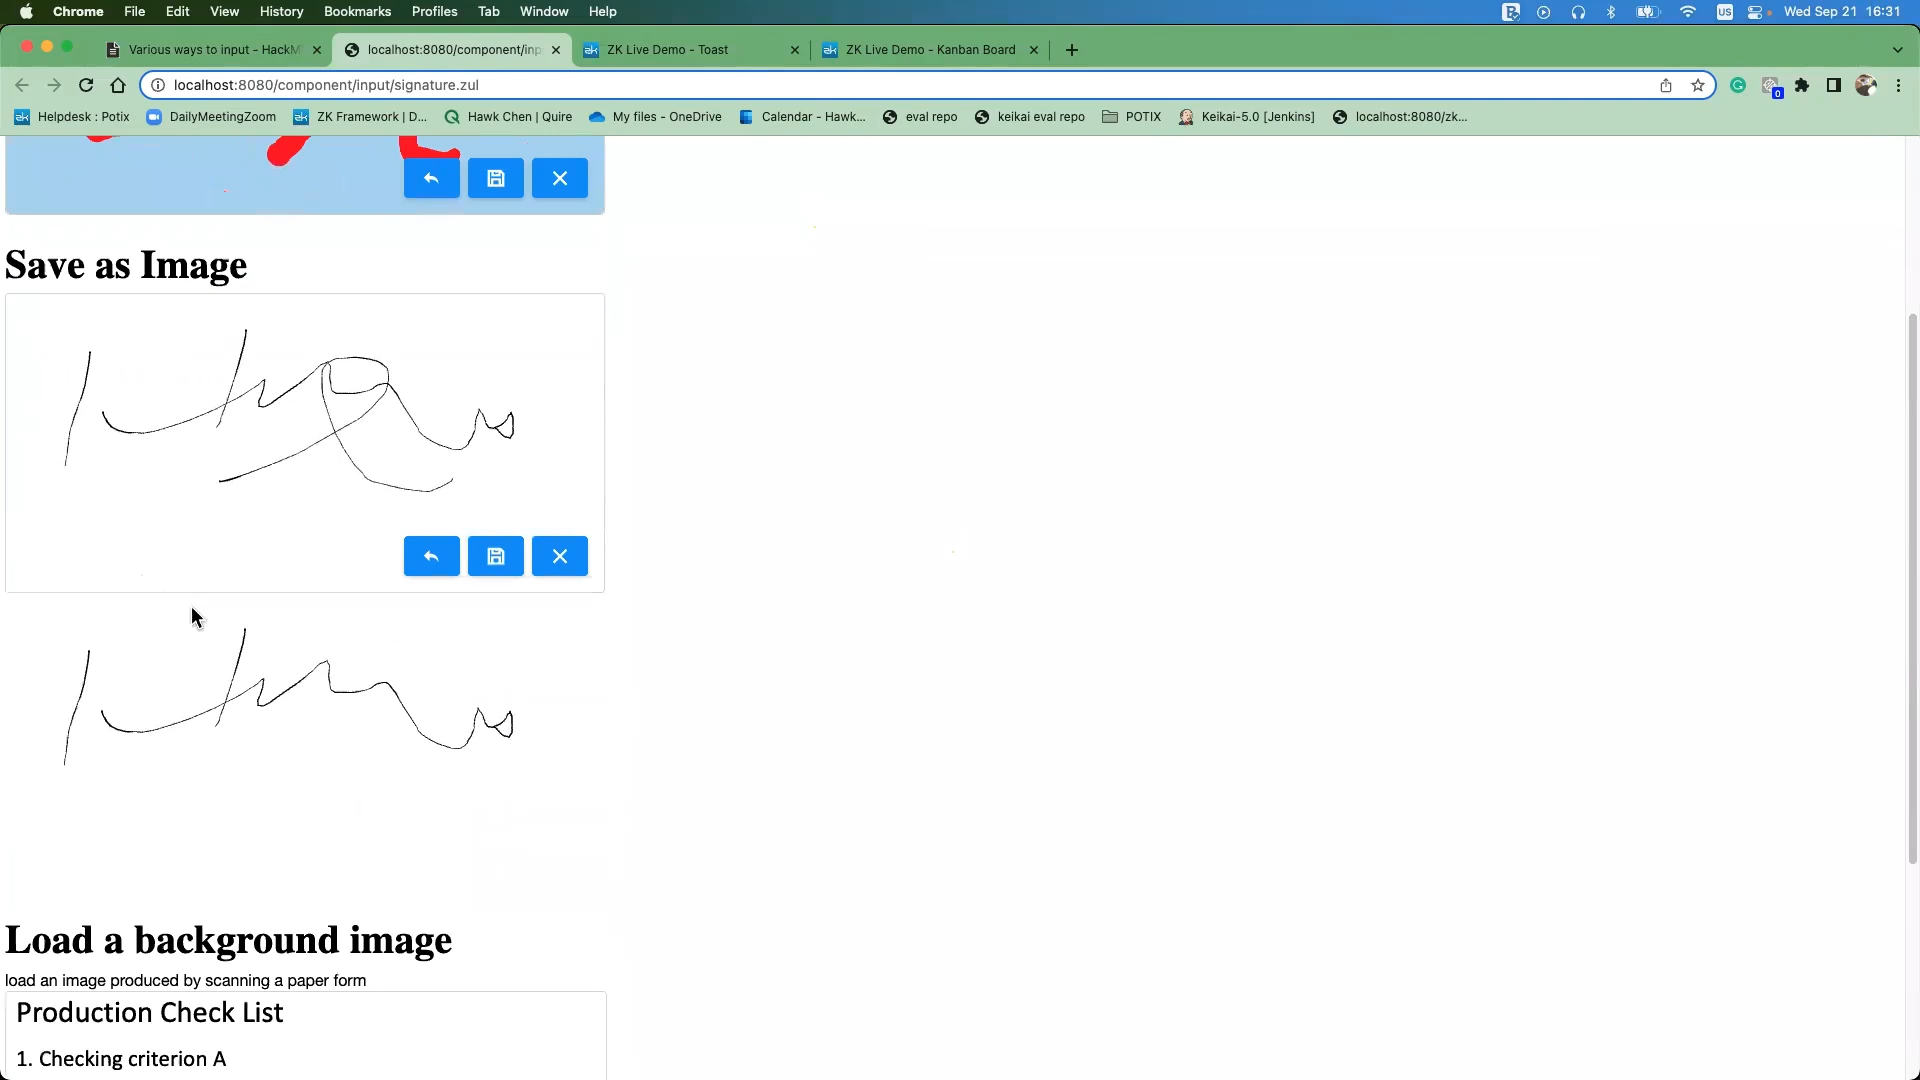 Chrome File Edit View History Bookmarks Profiles Tab Window Help US Wed Sep 21 16:31
Various ways to input - HackM localhost:8080/component/inp ZK Live Demo - Toast ZK Live Demo - Kanban Board
localhost:8080/component/input/signature.zul 0
Helpdesk : Potix DailyMeetingZoom ZK Framework | D... Hawk Chen | Quire My files - OneDrive Calendar - Hawk... eval repo keikai eval repo POTIX Keikai-5.0 [Jenkins] localhost:8080/zk...
Save as Image
Load a background image
load an image produced by scanning a paper form
Production Check List
1. Checking criterion A